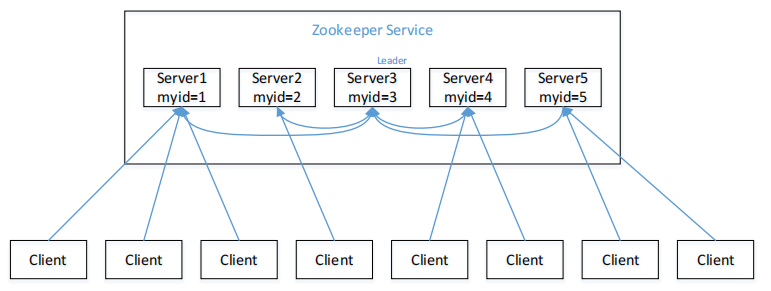 Zookeeper Service
Leader
Server1
myid=1
Server2
myid=2
Server3
myid=3
Server4
myid=4
Server5
myid=5
Client
Client
Client
Client
Client
Client
Client
Client